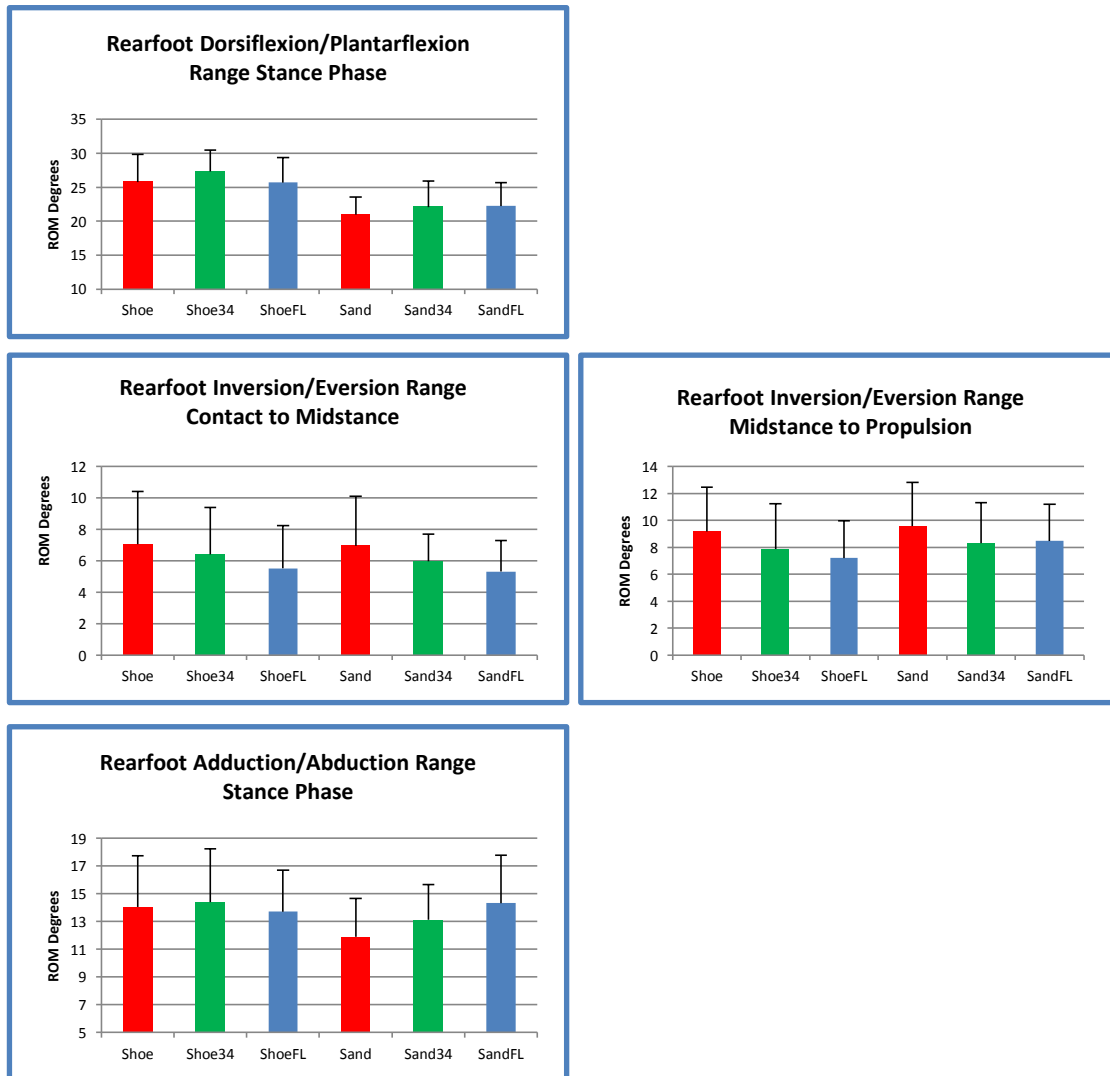 Rearfoot Dorsiflexion/Plantarflexion
Range Stance Phase
ROM Degrees
35
30
25
20
15
10
Shoe Shoe34 ShoeFL Sand Sand34 SandFL
Rearfoot Inversion/Eversion Range
Contact to Midstance
ROM Degrees
12
10
8
6
4
2
0
Shoe Shoe34 ShoeFL Sand Sand34 SandFL
Rearfoot Inversion/Eversion Range
Midstance to Propulsion
ROM Degrees
14
12
10
8
6
4
2
0
Shoe Shoe34 ShoeFL Sand Sand34 SandFL
Rearfoot Adduction/Abduction Range
Stance Phase
ROM Degrees
19
17
15
13
11
9
7
5
Shoe Shoe34 ShoeFL Sand Sand34 SandFL